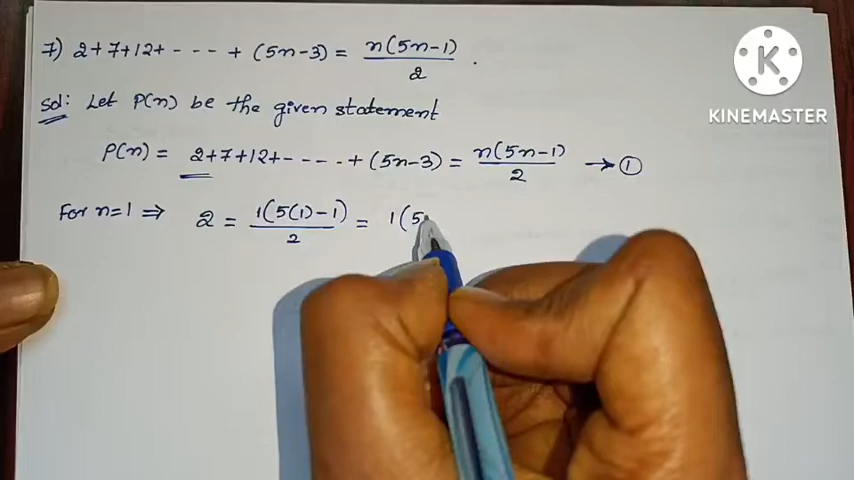 7) 2+7+12+- - - - + (5n-3) = n(5n-1)/2 .
Sol: Let P(n) be the given statement
P(n) = 2+7+12+- - - - .+ (5n-3) = n(5n-1)/2 → ①
For n=1 ⇒ 2 = 1(5(1)-1)/2 = 1(5
KINEMASTER